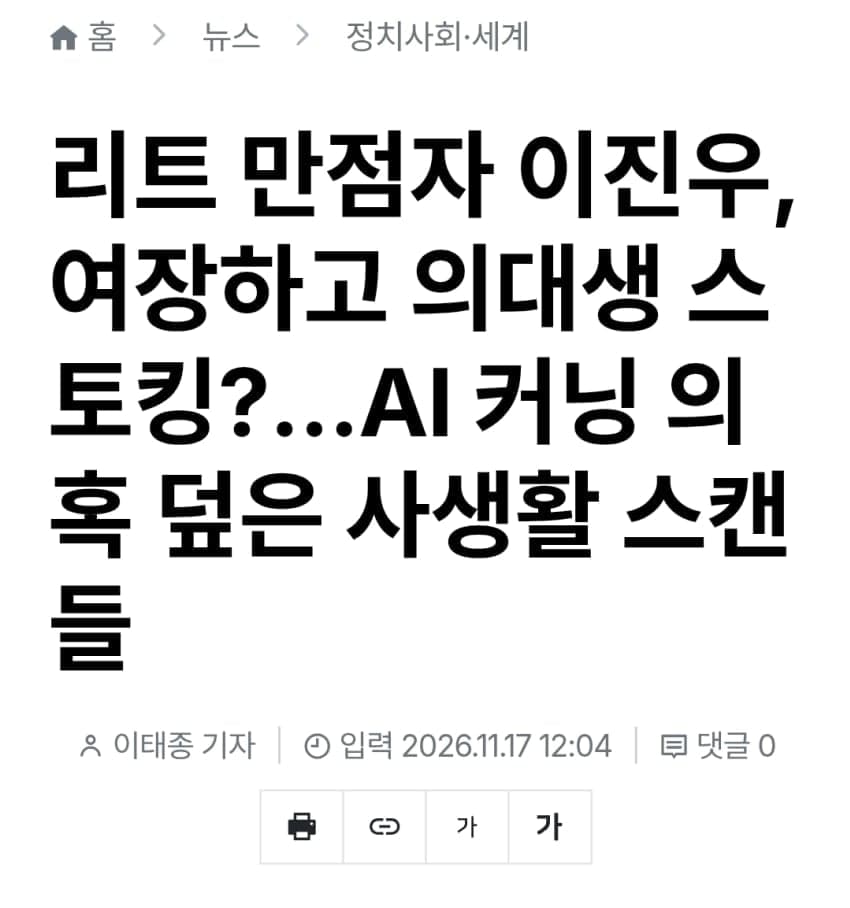 홈 > 뉴스 > 정치사회·세계
리트 만점자 이진우,
여장하고 의대생 스
토킹?…AI 커닝 의
혹 덮은 사생활 스캔
들
이태종 기자 | 입력 2026.11.17 12:04 | 댓글 0
가 가